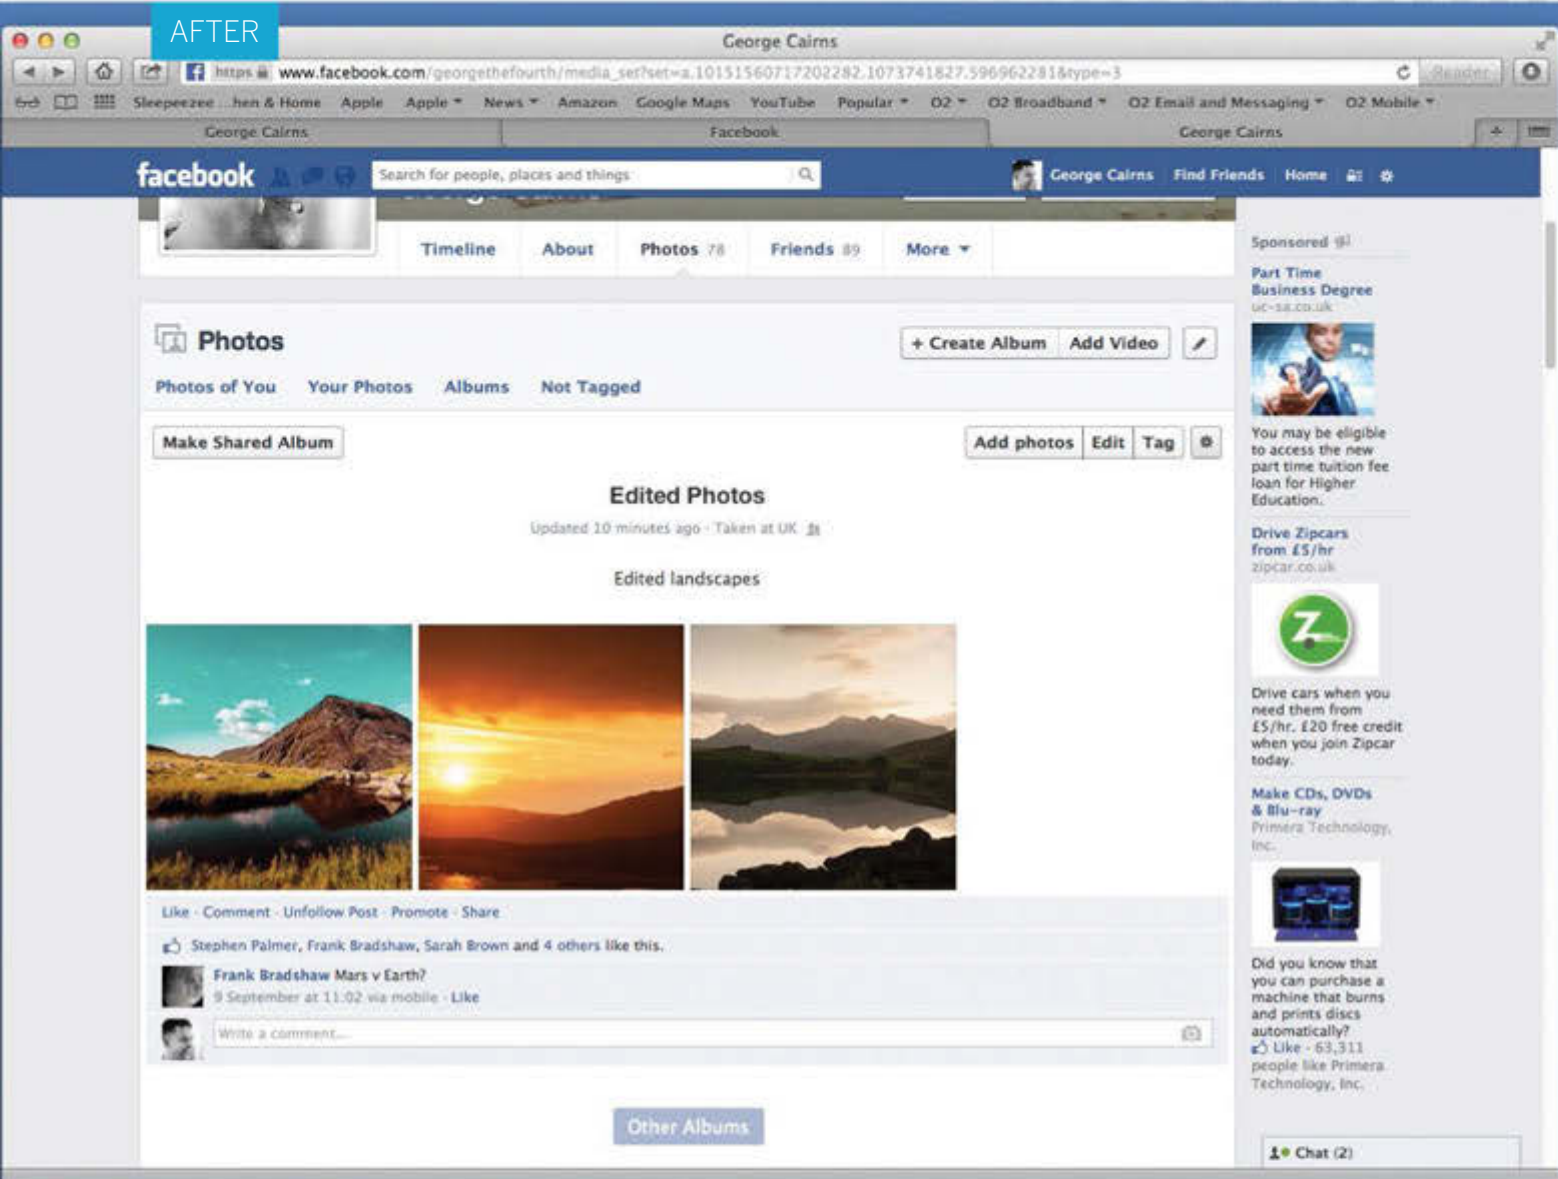 AFTER
George Cairns
https www.facebook.com/georgethefourth/media_set?set=a.10151560717202282.1073741827.596962281&type=3 Reader
Sleepeezee ...hen & Home Apple Apple News Amazon Google Maps YouTube Popular O2 O2 Broadband O2 Email and Messaging O2 Mobile
George Cairns Facebook George Cairns
facebook Search for people, places and things George Cairns Find Friends Home
Timeline About Photos 78 Friends 89 More
Photos
+ Create Album Add Video
Photos of You Your Photos Albums Not Tagged
Make Shared Album Add photos Edit Tag
Edited Photos
Updated 10 minutes ago · Taken at UK
Edited landscapes
Like · Comment · Unfollow Post · Promote · Share
Stephen Palmer, Frank Bradshaw, Sarah Brown and 4 others like this.
Frank Bradshaw Mars v Earth?
9 September at 11:02 via mobile · Like
Write a comment...
Other Albums
Sponsored
Part Time
Business Degree
uc-sa.co.uk
You may be eligible
to access the new
part time tuition fee
loan for Higher
Education.
Drive Zipcars
from £5/hr
zipcar.co.uk
Z
Drive cars when you
need them from
£5/hr. £20 free credit
when you join Zipcar
today.
Make CDs, DVDs
& Blu-ray
Primera Technology,
Inc.
Did you know that
you can purchase a
machine that burns
and prints discs
automatically?
Like · 63,311
people like Primera
Technology, Inc.
Chat (2)